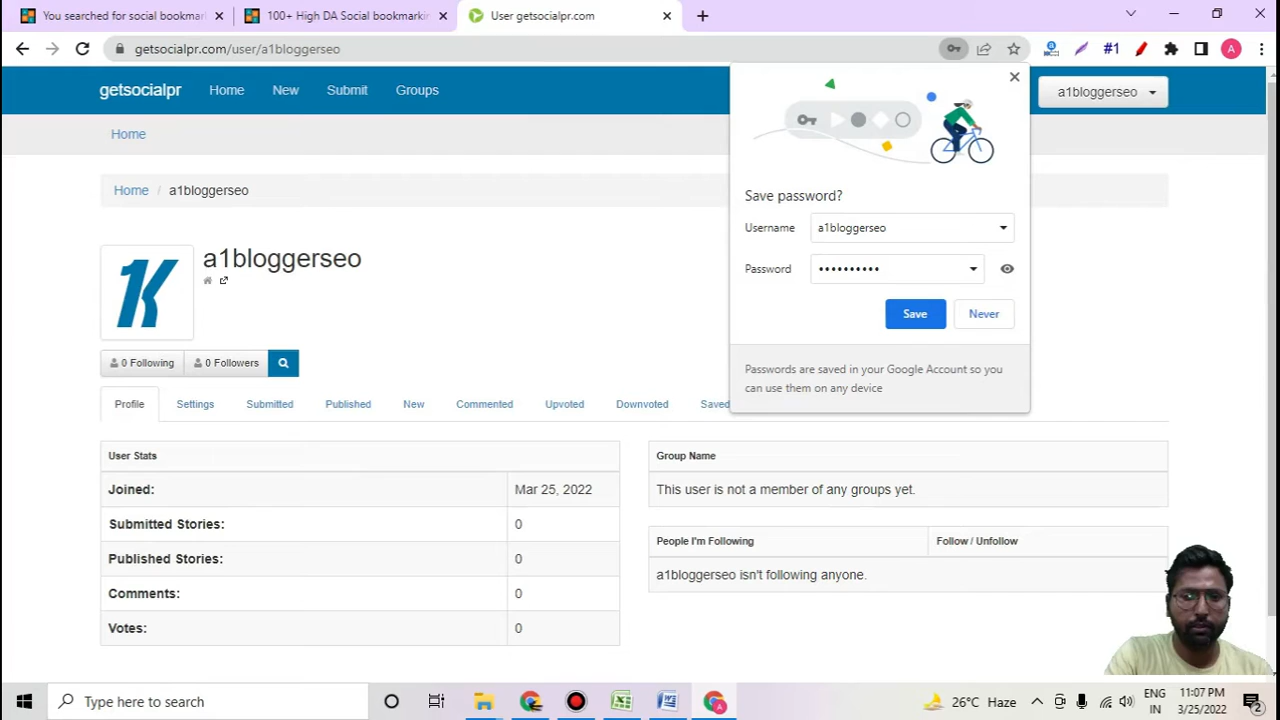 You searched for social bookmark
100+ High DA Social bookmarkin
User getsocialpr.com
getsocialpr.com/user/a1bloggerseo
#1
A
getsocialpr
Home
New
Submit
Groups
a1bloggerseo
Home
Home / a1bloggerseo
Save password?
Username
a1bloggerseo
Password
••••••••••
Save
Never
Passwords are saved in your Google Account so you
can use them on any device
a1bloggerseo
0 Following
0 Followers
Profile
Settings
Submitted
Published
New
Commented
Upvoted
Downvoted
Saved
User Stats
Joined: Mar 25, 2022
Submitted Stories: 0
Published Stories: 0
Comments: 0
Votes: 0
Group Name
This user is not a member of any groups yet.
People I'm Following
Follow / Unfollow
a1bloggerseo isn't following anyone.
Type here to search
26°C Haze
ENG
IN
11:07 PM
3/25/2022
2